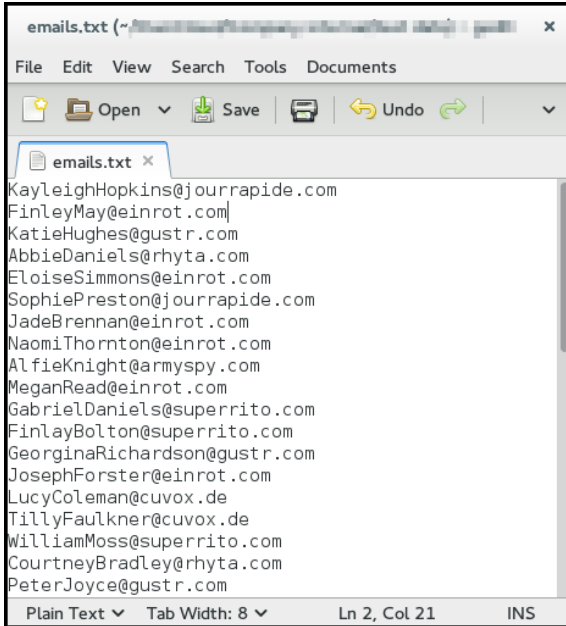 emails.txt (~
File Edit View Search Tools Documents
Open Save Undo
emails.txt
KayleighHopkins@jourrapide.com
FinleyMay@einrot.com
KatieHughes@gustr.com
AbbieDaniels@rhyta.com
EloiseSimmons@einrot.com
SophiePreston@jourrapide.com
JadeBrennan@einrot.com
NaomiThornton@einrot.com
AlfieKnight@armyspy.com
MeganRead@einrot.com
GabrielDaniels@superrito.com
FinlayBolton@superrito.com
GeorginaRichardson@gustr.com
JosephForster@einrot.com
LucyColeman@cuvox.de
TillyFaulkner@cuvox.de
WilliamMoss@superrito.com
CourtneyBradley@rhyta.com
PeterJoyce@gustr.com
Plain Text Tab Width: 8 Ln 2, Col 21 INS